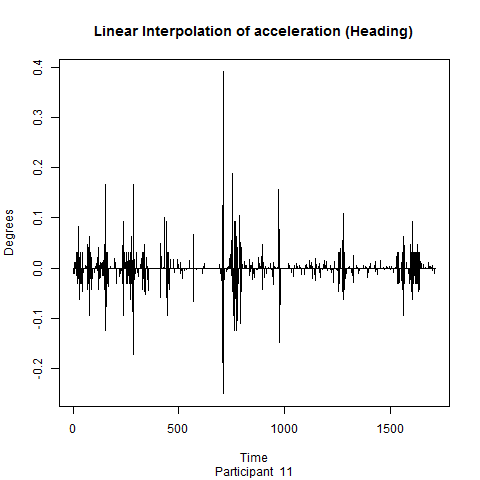 Linear Interpolation of acceleration (Heading)
Degrees
0.4
0.3
0.2
0.1
0.0
-0.1
-0.2
0
500
1000
1500
Time
Participant 11